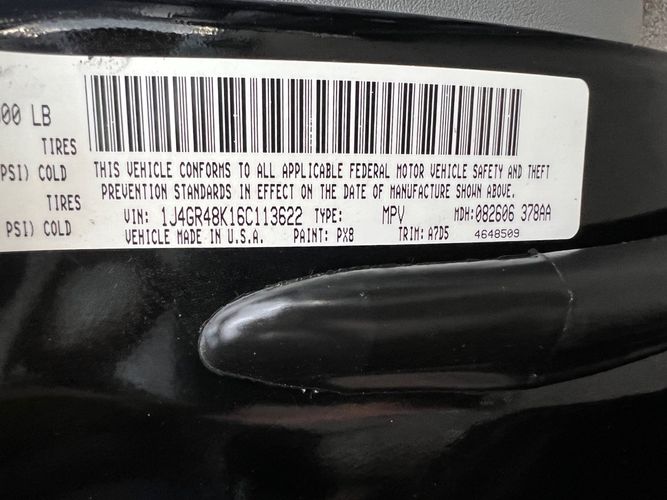 00 LB
TIRES
PSI) COLD
TIRES
PSI) COLD
THIS VEHICLE CONFORMS TO ALL APPLICABLE FEDERAL MOTOR VEHICLE SAFETY AND THEFT
PREVENTION STANDARDS IN EFFECT ON THE DATE OF MANUFACTURE SHOWN ABOVE.
VIN: 1J4GR48K16C113622 TYPE: MPV MDH:082606 378AA
VEHICLE MADE IN U.S.A. PAINT: PX8 TRIM: A7D5 4648509